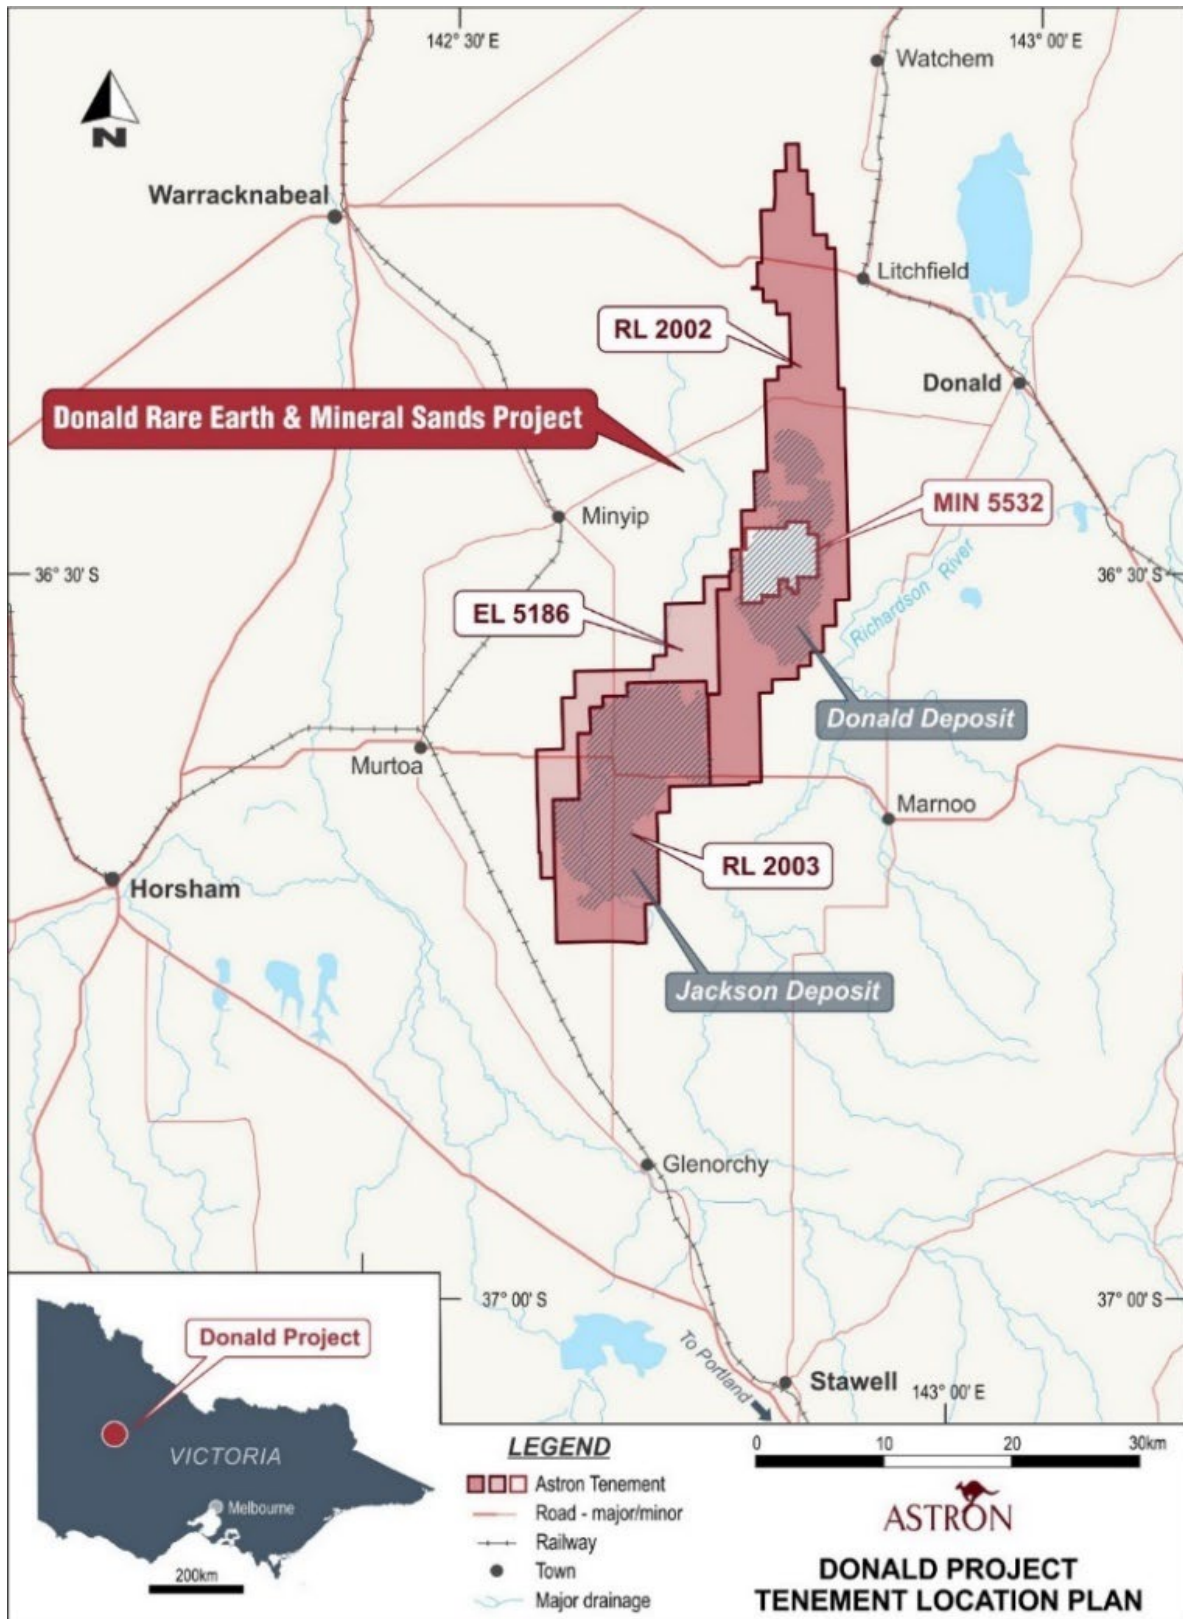 142° 30' E
143° 00' E
Watchem
N
Warracknabeal
Litchfield
RL 2002
Donald
Donald Rare Earth & Mineral Sands Project
MIN 5532
Minyip
36° 30' S
36° 30' S
Richardson River
EL 5186
Donald Deposit
Murtoa
Marnoo
RL 2003
Horsham
Jackson Deposit
Glenorchy
37° 00' S
37° 00' S
To Portland
Stawell
143° 00' E
Donald Project
VICTORIA
Melbourne
200km
LEGEND
Astron Tenement
Road - major/minor
Railway
Town
Major drainage
0 10 20 30km
ASTRON
DONALD PROJECT
TENEMENT LOCATION PLAN